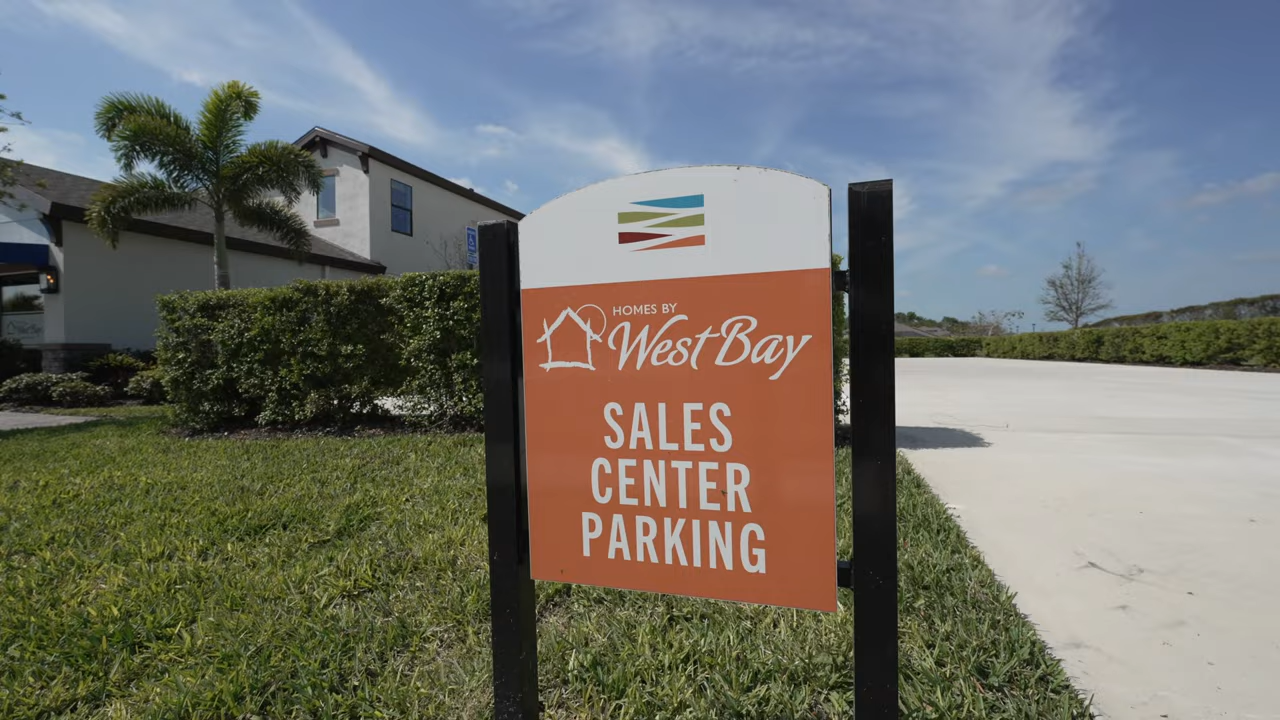 HOMES BY
West Bay
SALES
CENTER
PARKING